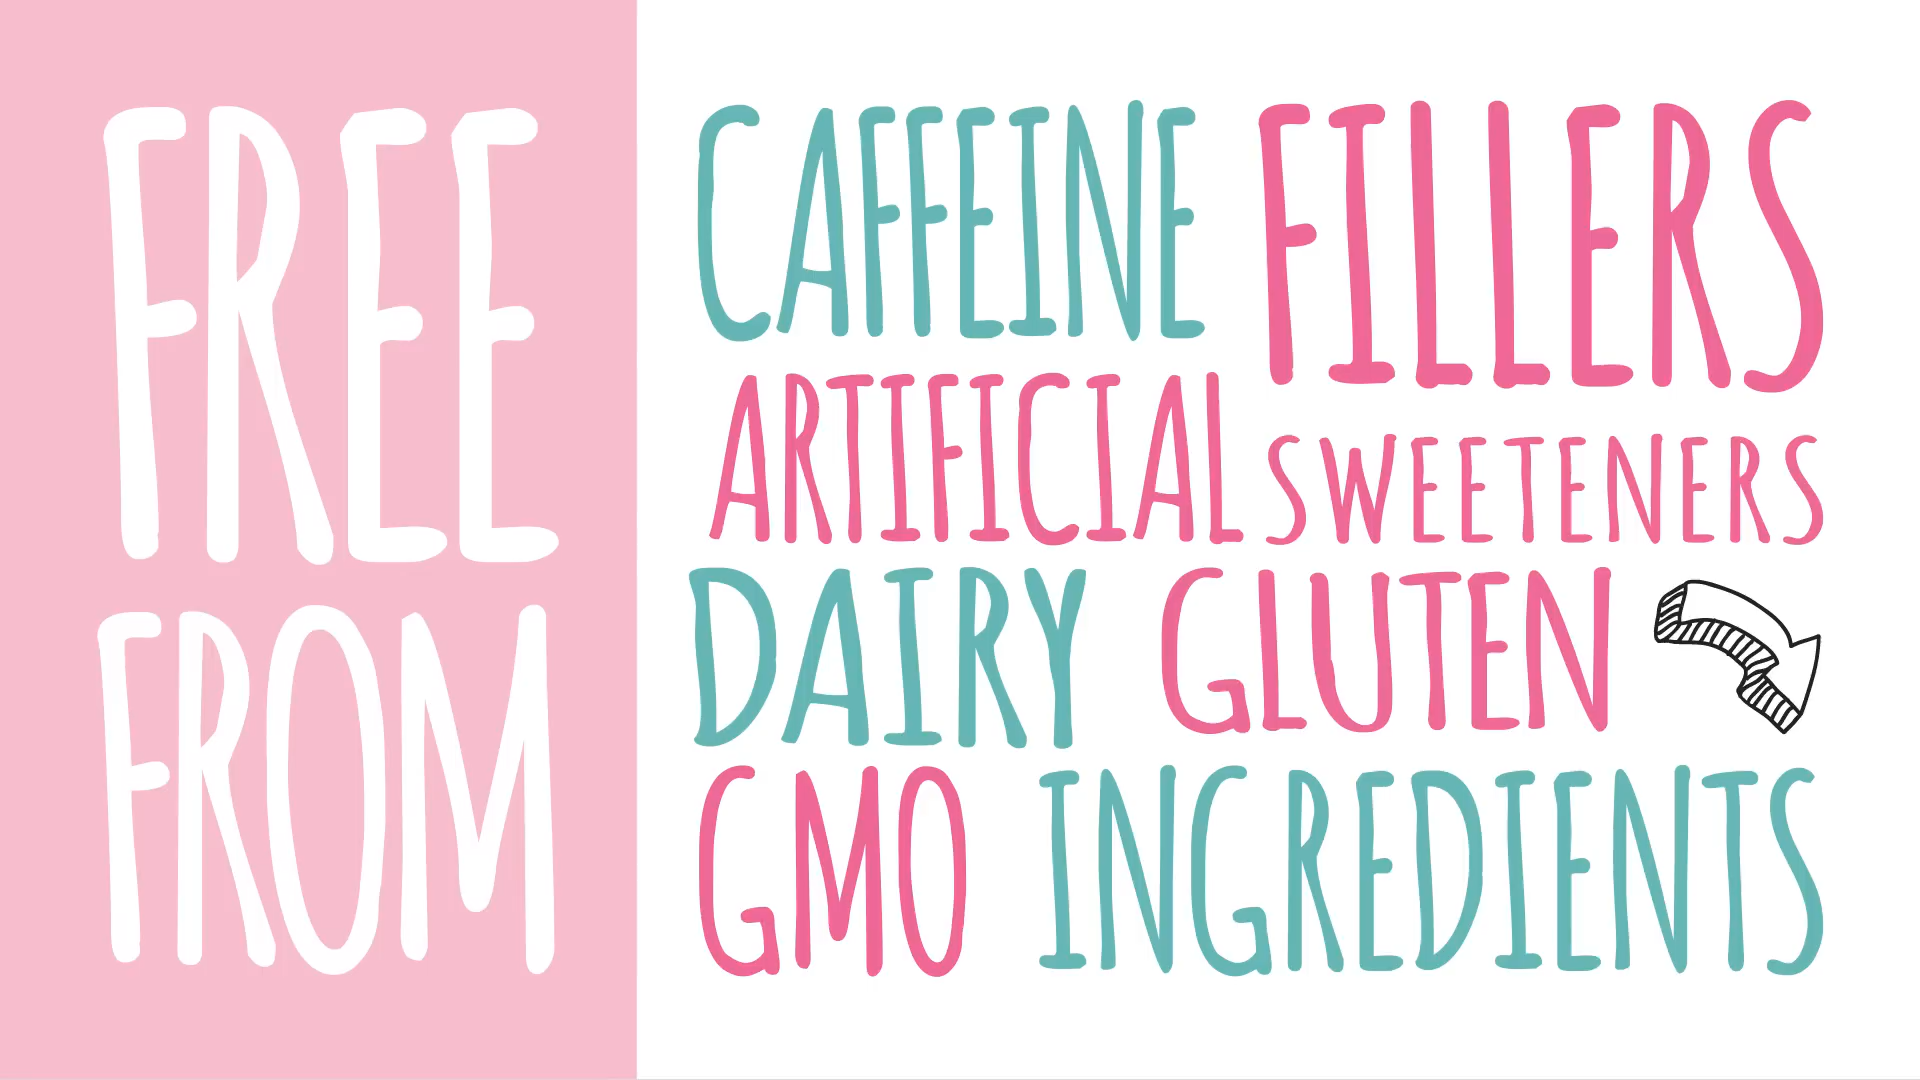 FREE
FROM
CAFFEINE FILLERS
ARTIFICIAL SWEETENERS
DAIRY GLUTEN
GMO INGREDIENTS